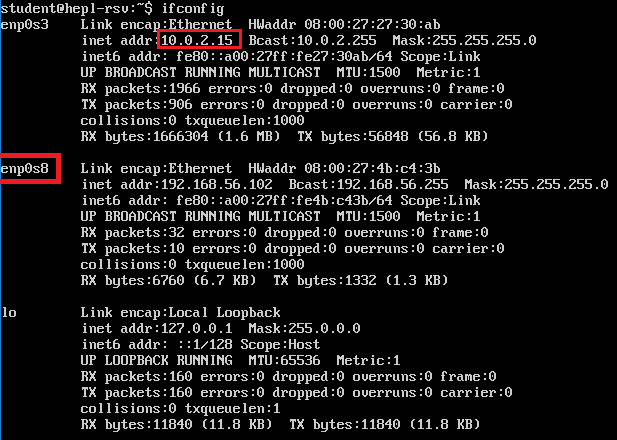 student@hepl-rsv:~$ ifconfig
enp0s3 Link encap:Ethernet HWaddr 08:00:27:27:30:ab
inet addr:10.0.2.15 Bcast:10.0.2.255 Mask:255.255.255.0
inet6 addr: fe80::a00:27ff:fe27:30ab/64 Scope:Link
UP BROADCAST RUNNING MULTICAST MTU:1500 Metric:1
RX packets:1966 errors:0 dropped:0 overruns:0 frame:0
TX packets:906 errors:0 dropped:0 overruns:0 carrier:0
collisions:0 txqueuelen:1000
RX bytes:1666304 (1.6 MB) TX bytes:56848 (56.8 KB)
enp0s8 Link encap:Ethernet HWaddr 08:00:27:4b:c4:3b
inet addr:192.168.56.102 Bcast:192.168.56.255 Mask:255.255.255.0
inet6 addr: fe80::a00:27ff:fe4b:c43b/64 Scope:Link
UP BROADCAST RUNNING MULTICAST MTU:1500 Metric:1
RX packets:32 errors:0 dropped:0 overruns:0 frame:0
TX packets:10 errors:0 dropped:0 overruns:0 carrier:0
collisions:0 txqueuelen:1000
RX bytes:6760 (6.7 KB) TX bytes:1332 (1.3 KB)
lo Link encap:Local Loopback
inet addr:127.0.0.1 Mask:255.0.0.0
inet6 addr: ::1/128 Scope:Host
UP LOOPBACK RUNNING MTU:65536 Metric:1
RX packets:160 errors:0 dropped:0 overruns:0 frame:0
TX packets:160 errors:0 dropped:0 overruns:0 carrier:0
collisions:0 txqueuelen:1
RX bytes:11840 (11.8 KB) TX bytes:11840 (11.8 KB)